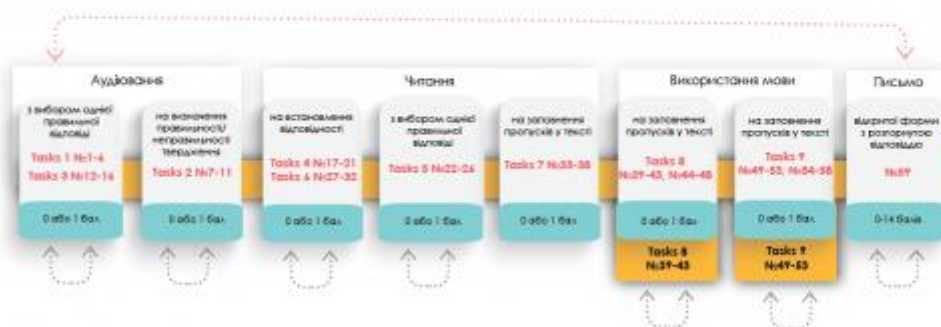 Аудіювання
з вибором однієї
правильної
відповіді
Tasks 1 №1-6
Tasks 3 №12-16
0 або 1 бал
на визначення
правильності/
неправильності
твердження
Tasks 2 №7-11
0 або 1 бал
Читання
на встановлення
відповідності
Tasks 4 №17-21
Tasks 6 №27-32
0 або 1 бал
з вибором однієї
правильної
відповіді
Tasks 5 №22-26
0 або 1 бал
на заповнення
пропусків у тексті
Tasks 7 №33-38
0 або 1 бал
Використання мови
на заповнення
пропусків у тексті
Tasks 8
№39-43, №44-48
0 або 1 бал
Tasks 8
№39-43
на заповнення
пропусків у тексті
Tasks 9
№49-53, №54-58
0 або 1 бал
Tasks 9
№49-53
Письмо
відкритої форми
з розгорнутою
відповіддю
№59
0-14 балів